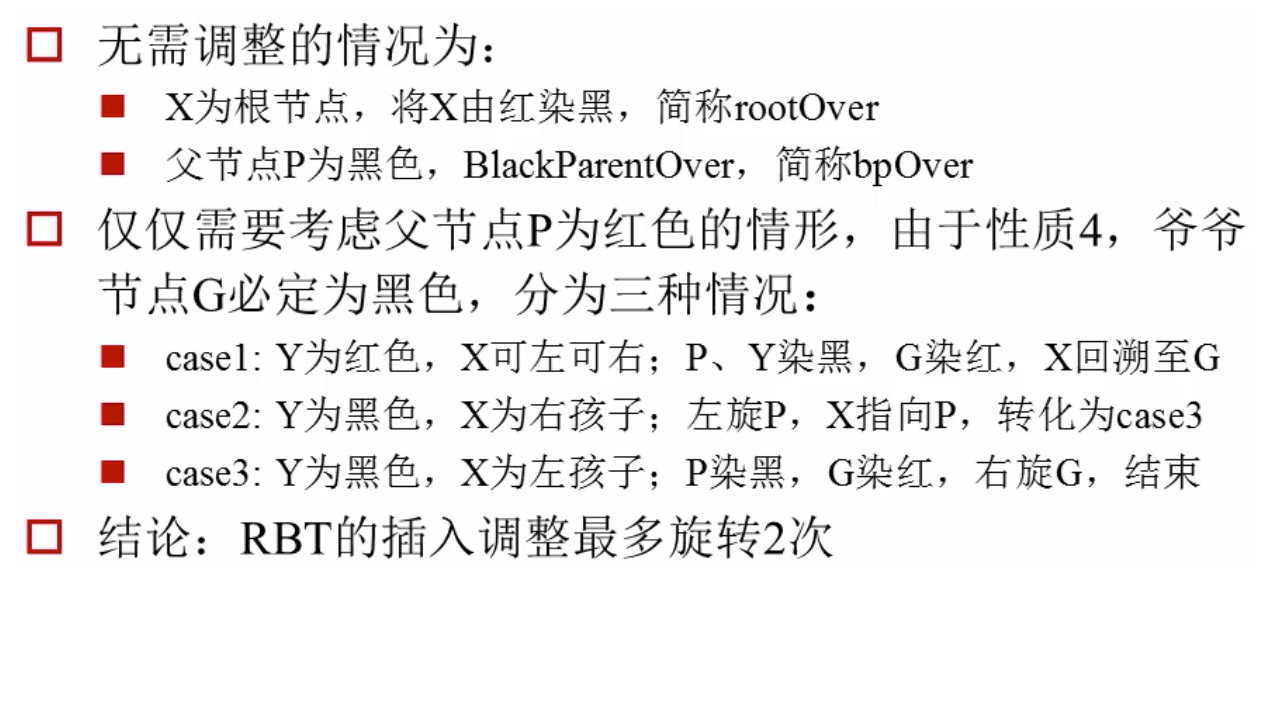 无需调整的情况为：
X为根节点，将X由红染黑，简称rootOver
父节点P为黑色，BlackParentOver，简称bpOver
仅仅需要考虑父节点P为红色的情形，由于性质4，爷爷
节点G必定为黑色，分为三种情况：
case1: Y为红色，X可左可右；P、Y染黑，G染红，X回溯至G
case2: Y为黑色，X为右孩子；左旋P，X指向P，转化为case3
case3: Y为黑色，X为左孩子；P染黑，G染红，右旋G，结束
结论：RBT的插入调整最多旋转2次